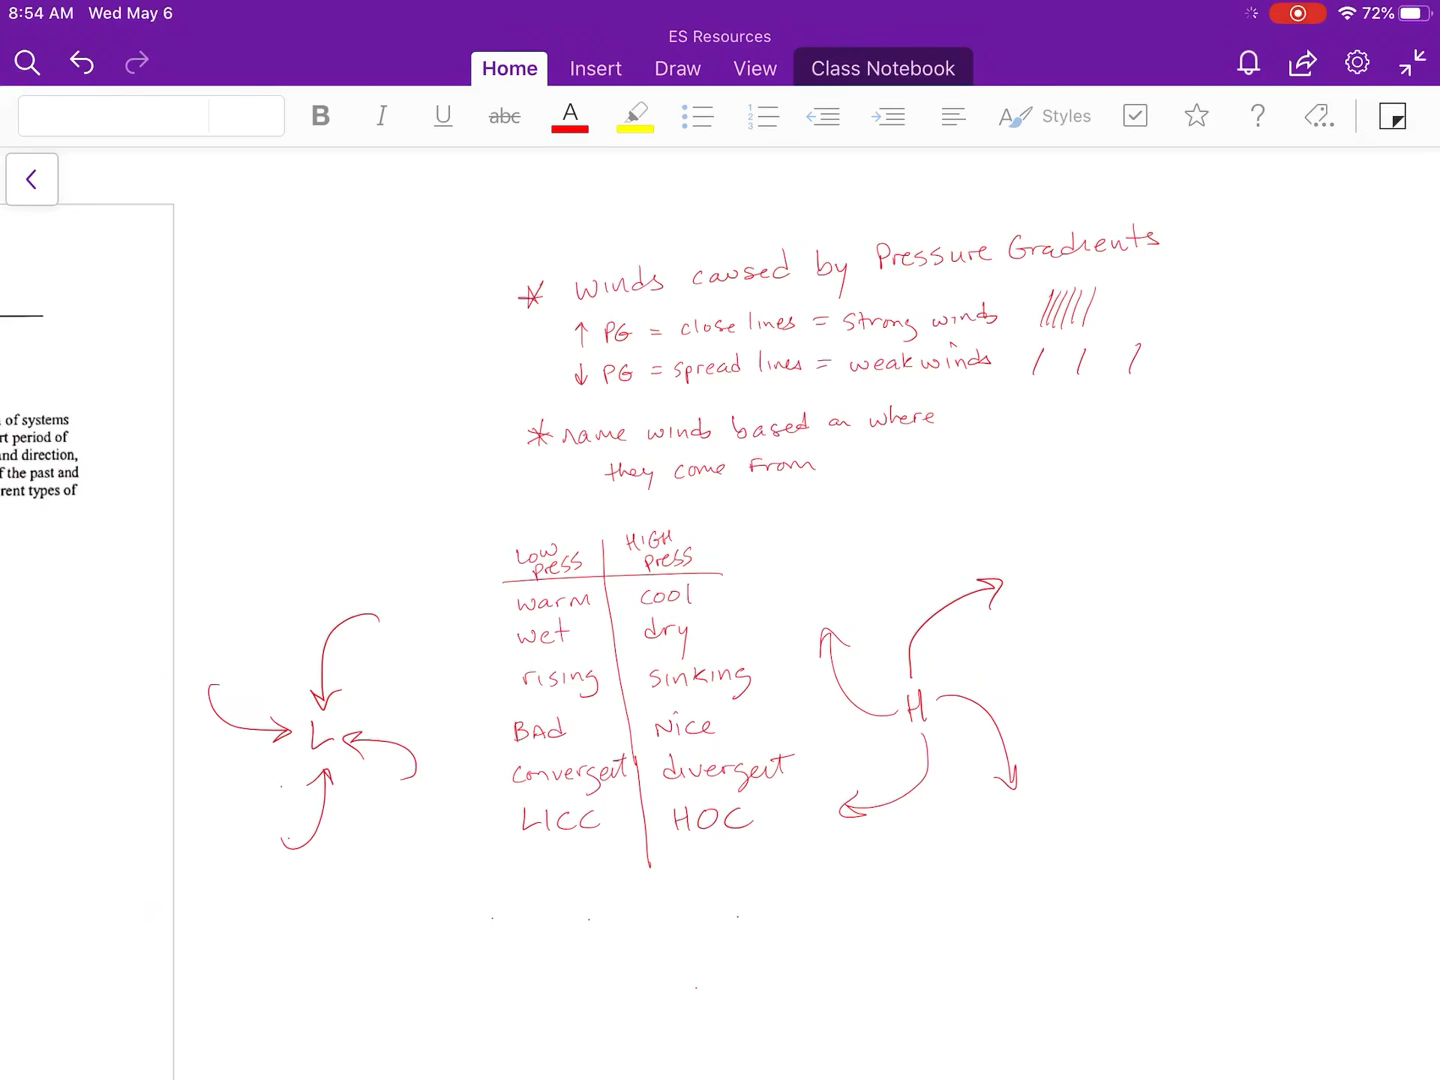 8:54 AM Wed May 6
72%
ES Resources
Home Insert Draw View Class Notebook
B I U abc A Styles
of systems
rt period of
and direction,
f the past and
rent types of
* winds caused by Pressure Gradients
↑ PG = close lines = strong winds
↓ PG = spread lines = weak winds
* name winds based on where
they come from
LOW Press HIGH Press
warm cool
wet dry
rising sinking
BAd Nice
convergent divergent
LICC HOC
L
H